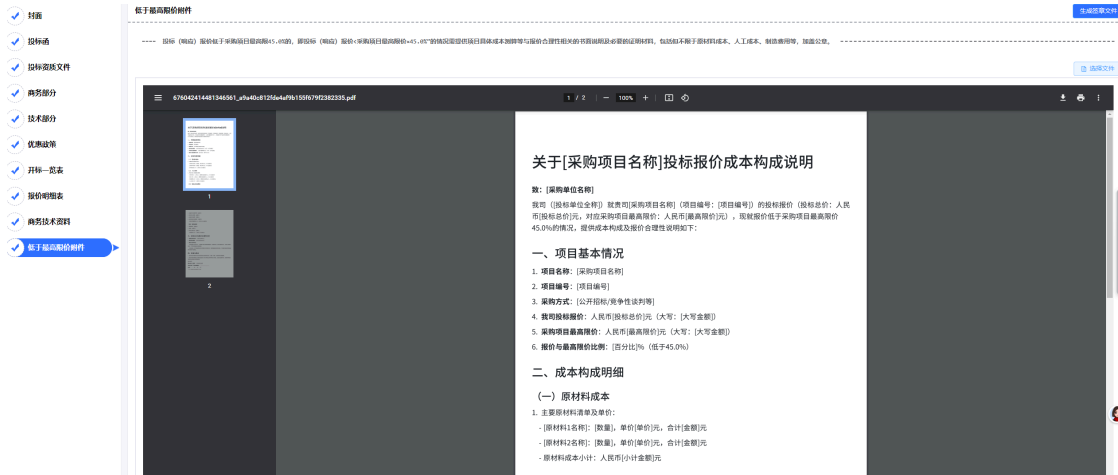 封面
投标函
投标资质文件
商务部分
技术部分
优惠政策
开标一览表
报价明细表
商务技术资料
低于最高限价附件
低于最高限价附件
生成签章文件
投标（响应）报价低于采购项目最高限45.0%的，即投标（响应）报价<采购项目最高限价×45.0%"的情况需提供项目具体成本测算等与报价合理性相关的书面说明及必要的证明材料，包括但不限于原材料成本、人工成本、制造费用等，加盖公章。
选择文件
676042414481346561_a9a40c812fde4af9b155f679f2382335.pdf
1 / 2
100%
1
2
关于[采购项目名称]投标报价成本构成说明
致：[采购单位名称]
我司（[投标单位全称]）就贵司[采购项目名称]（项目编号：[项目编号]）的投标报价（投标总价：人民
币[投标总价]元，对应采购项目最高限价：人民币[最高限价]元），现就报价低于采购项目最高限价
45.0%的情况，提供成本构成及报价合理性说明如下：
一、项目基本情况
1. 项目名称：[采购项目名称]
2. 项目编号：[项目编号]
3. 采购方式：[公开招标/竞争性谈判等]
4. 我司投标报价：人民币[投标总价]元（大写：[大写金额]）
5. 采购项目最高限价：人民币[最高限价]元（大写：[大写金额]）
6. 报价与最高限价比例：[百分比]%（低于45.0%）
二、成本构成明细
（一）原材料成本
1. 主要原材料清单及单价：
- [原材料1名称]：[数量]，单价[单价]元，合计[金额]元
- [原材料2名称]：[数量]，单价[单价]元，合计[金额]元
- 原材料成本小计：人民币[小计金额]元